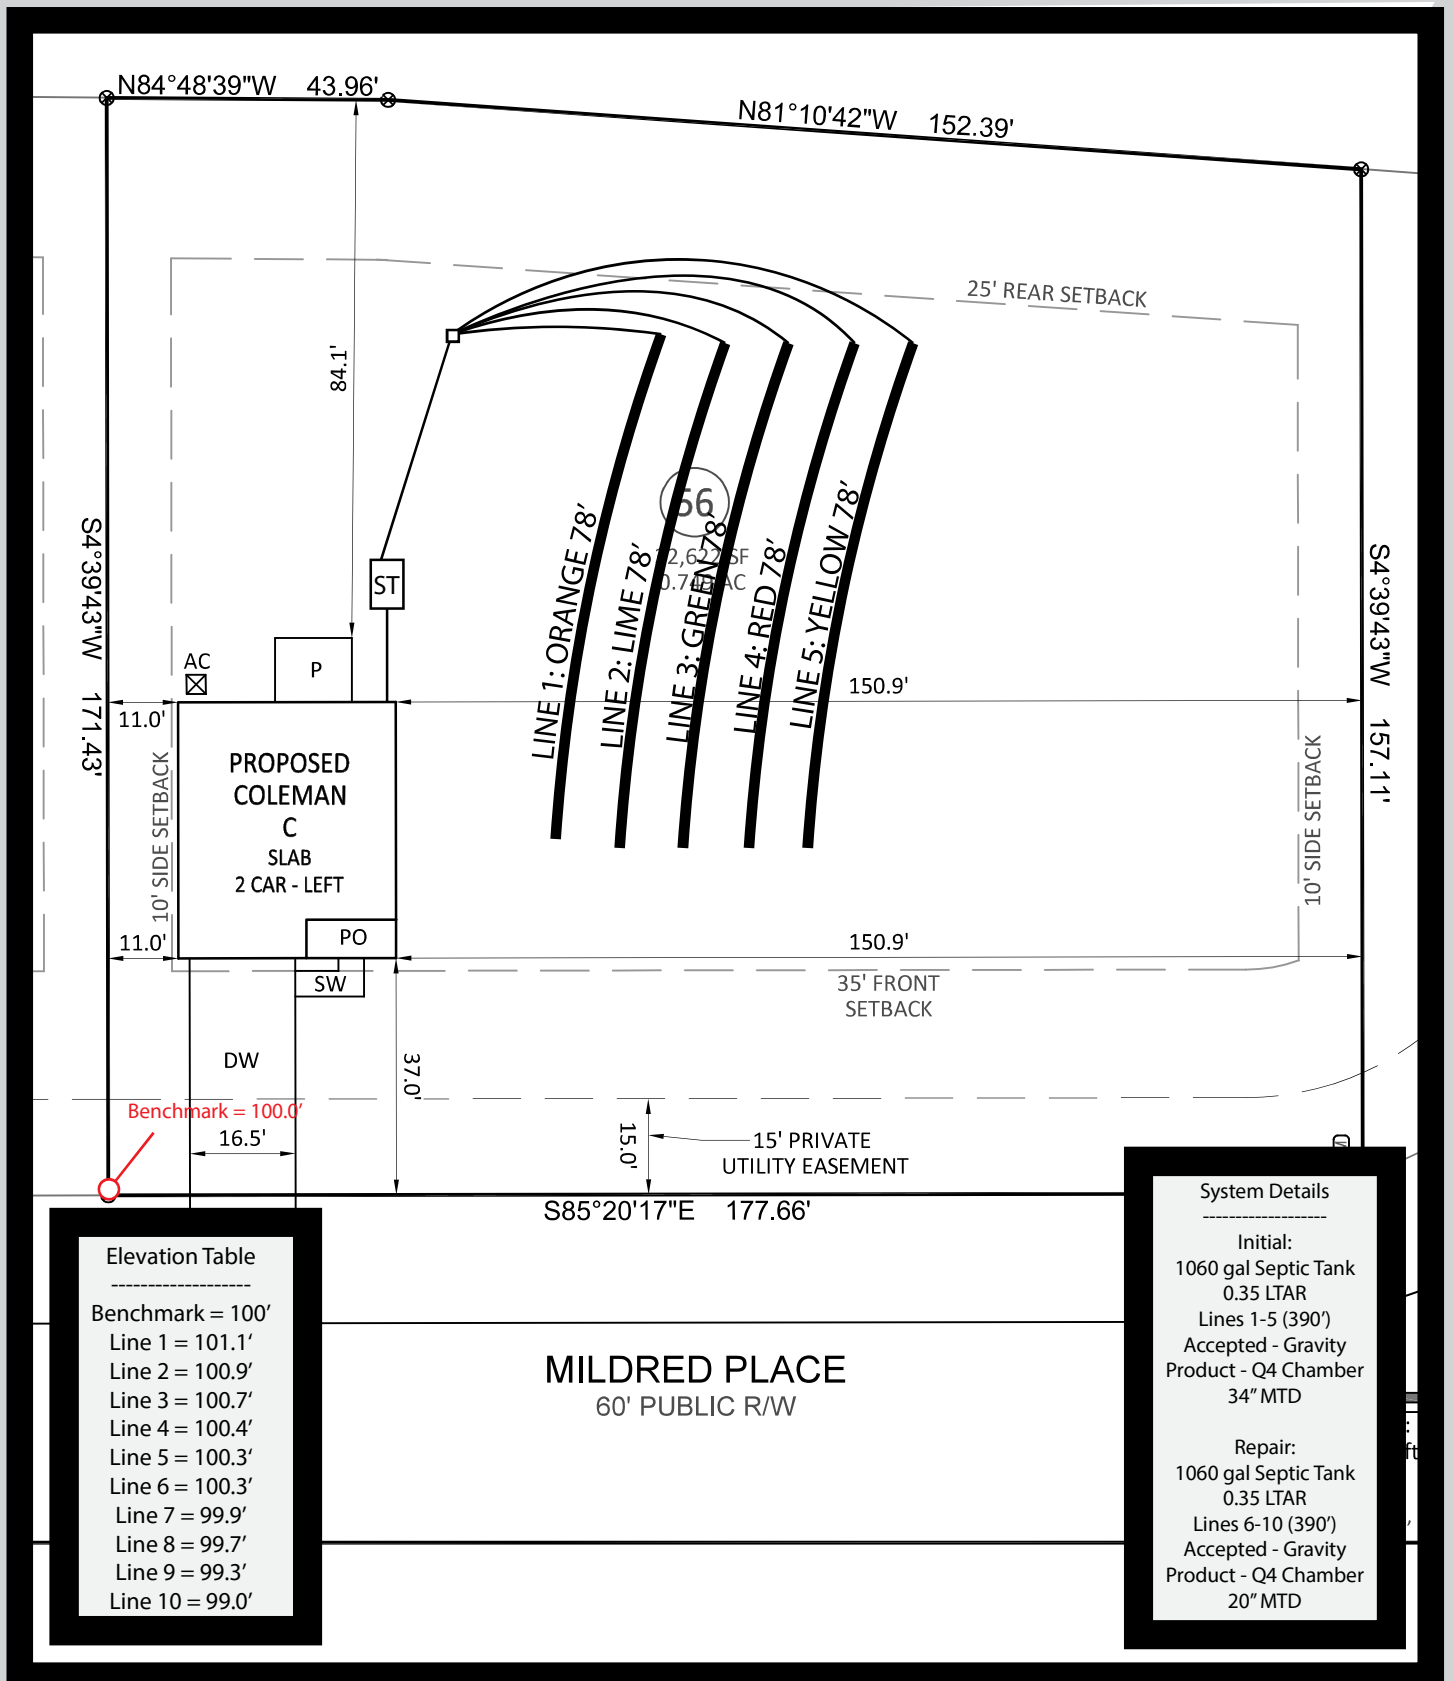 N84°48'39"W 43.96'
N81°10'42"W 152.39'
25' REAR SETBACK
84.1'
56
SF
0.749 AC
LINE 1: ORANGE 78′
LINE 2: LIME 78′
LINE 3: GREEN 78′
LINE 4: RED 78′
LINE 5: YELLOW 78′
S4°39'43"W 171.43'
S4°39'43"W 157.11'
ST
AC
P
11.0'
150.9'
PROPOSED
COLEMAN
C
SLAB
2 CAR - LEFT
10' SIDE SETBACK
10' SIDE SETBACK
PO
11.0'
150.9'
SW
35' FRONT
SETBACK
DW
37.0'
Benchmark = 100.0′
16.5'
15.0'
15' PRIVATE
UTILITY EASEMENT
S85°20'17"E 177.66'
MILDRED PLACE
60' PUBLIC R/W
Elevation Table
-------------------
Benchmark = 100′
Line 1 = 101.1′
Line 2 = 100.9′
Line 3 = 100.7′
Line 4 = 100.4′
Line 5 = 100.3′
Line 6 = 100.3′
Line 7 = 99.9′
Line 8 = 99.7′
Line 9 = 99.3′
Line 10 = 99.0′
System Details
-------------------
Initial:
1060 gal Septic Tank
0.35 LTAR
Lines 1-5 (390′)
Accepted - Gravity
Product - Q4 Chamber
34″ MTD
Repair:
1060 gal Septic Tank
0.35 LTAR
Lines 6-10 (390′)
Accepted - Gravity
Product - Q4 Chamber
20″ MTD